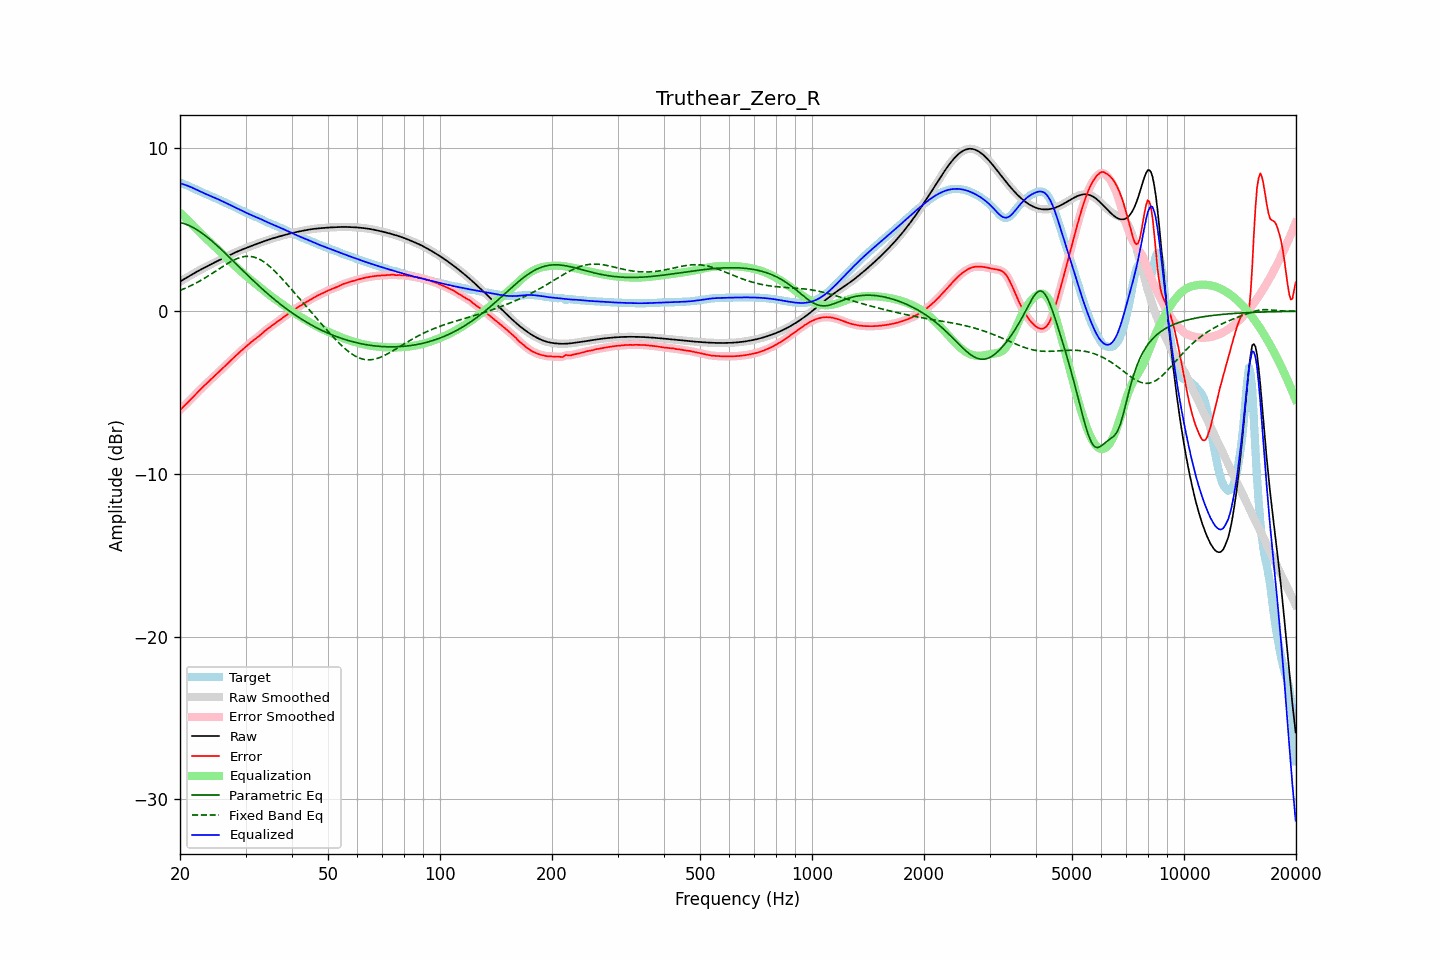 Truthear_Zero_R
10
0
−10
−20
−30
Amplitude (dBr)
Target
Raw Smoothed
Error Smoothed
Raw
Error
Equalization
Parametric Eq
Fixed Band Eq
Equalized
20 50 100 200 500 1000 2000 5000 10000 20000
Frequency (Hz)